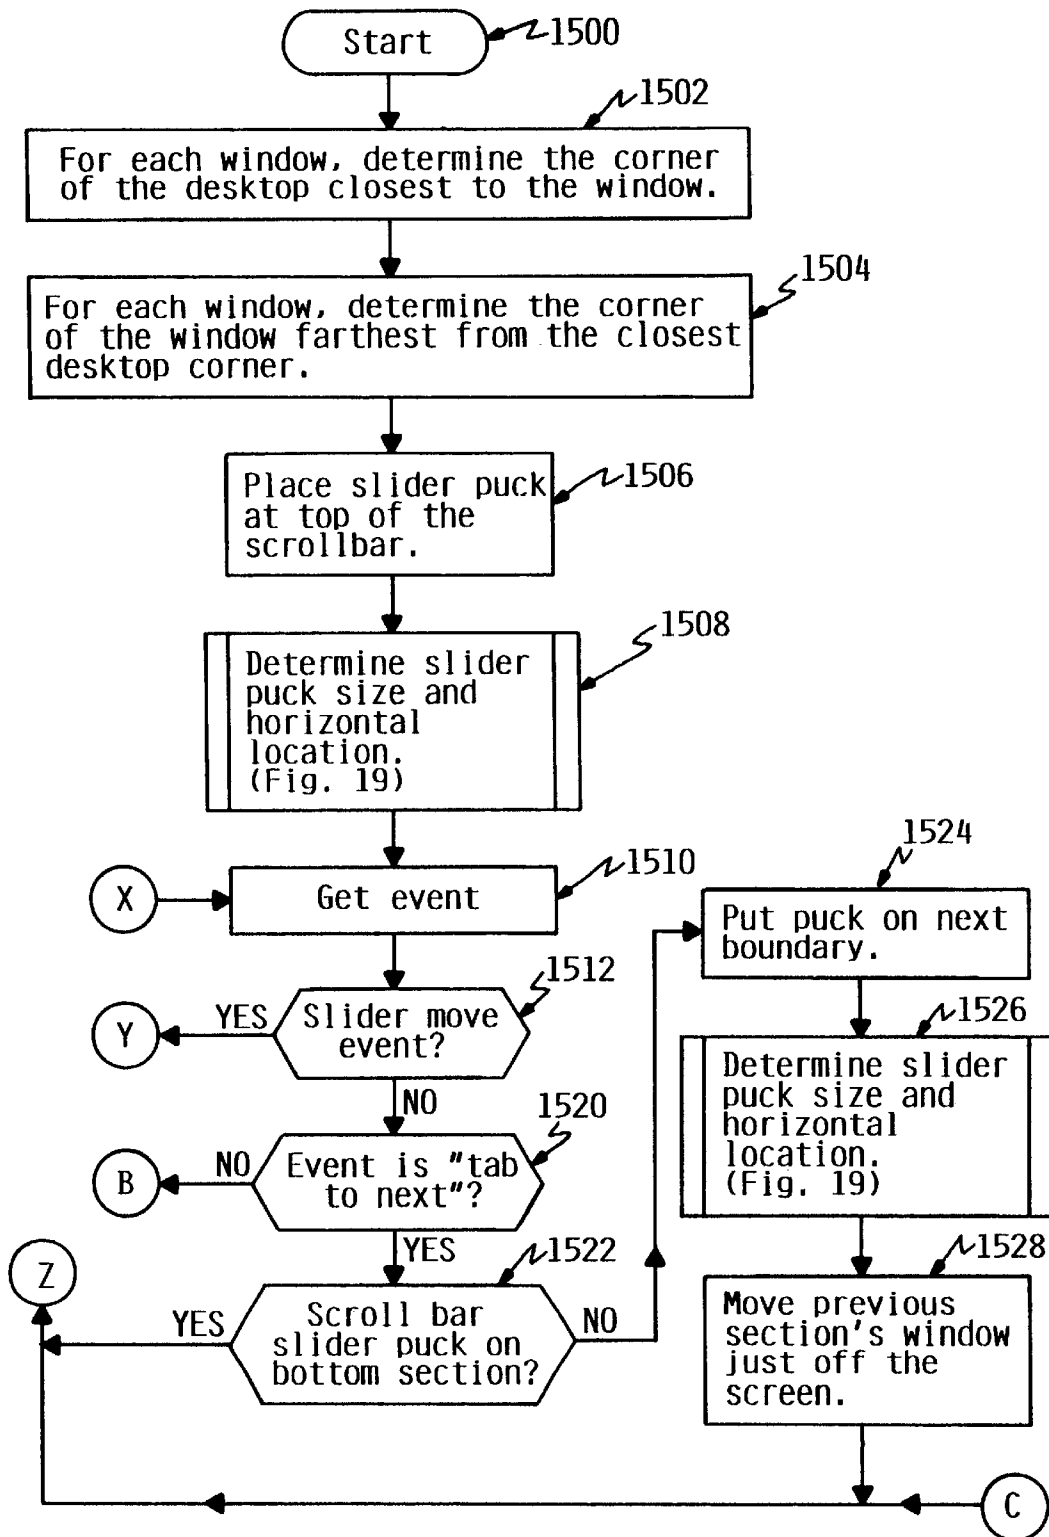 Start
1500
1502
For each window, determine the corner
of the desktop closest to the window.
1504
For each window, determine the corner
of the window farthest from the closest
desktop corner.
1506
Place slider puck
at top of the
scrollbar.
1508
Determine slider
puck size and
horizontal
location.
(Fig. 19)
1510
X
Get event
1512
Y
YES
Slider move
event?
NO
1520
B
NO
Event is "tab
to next"?
YES
1522
Z
YES
Scroll bar
slider puck on
bottom section?
NO
1524
Put puck on next
boundary.
1526
Determine slider
puck size and
horizontal
location.
(Fig. 19)
1528
Move previous
section's window
just off the
screen.
C